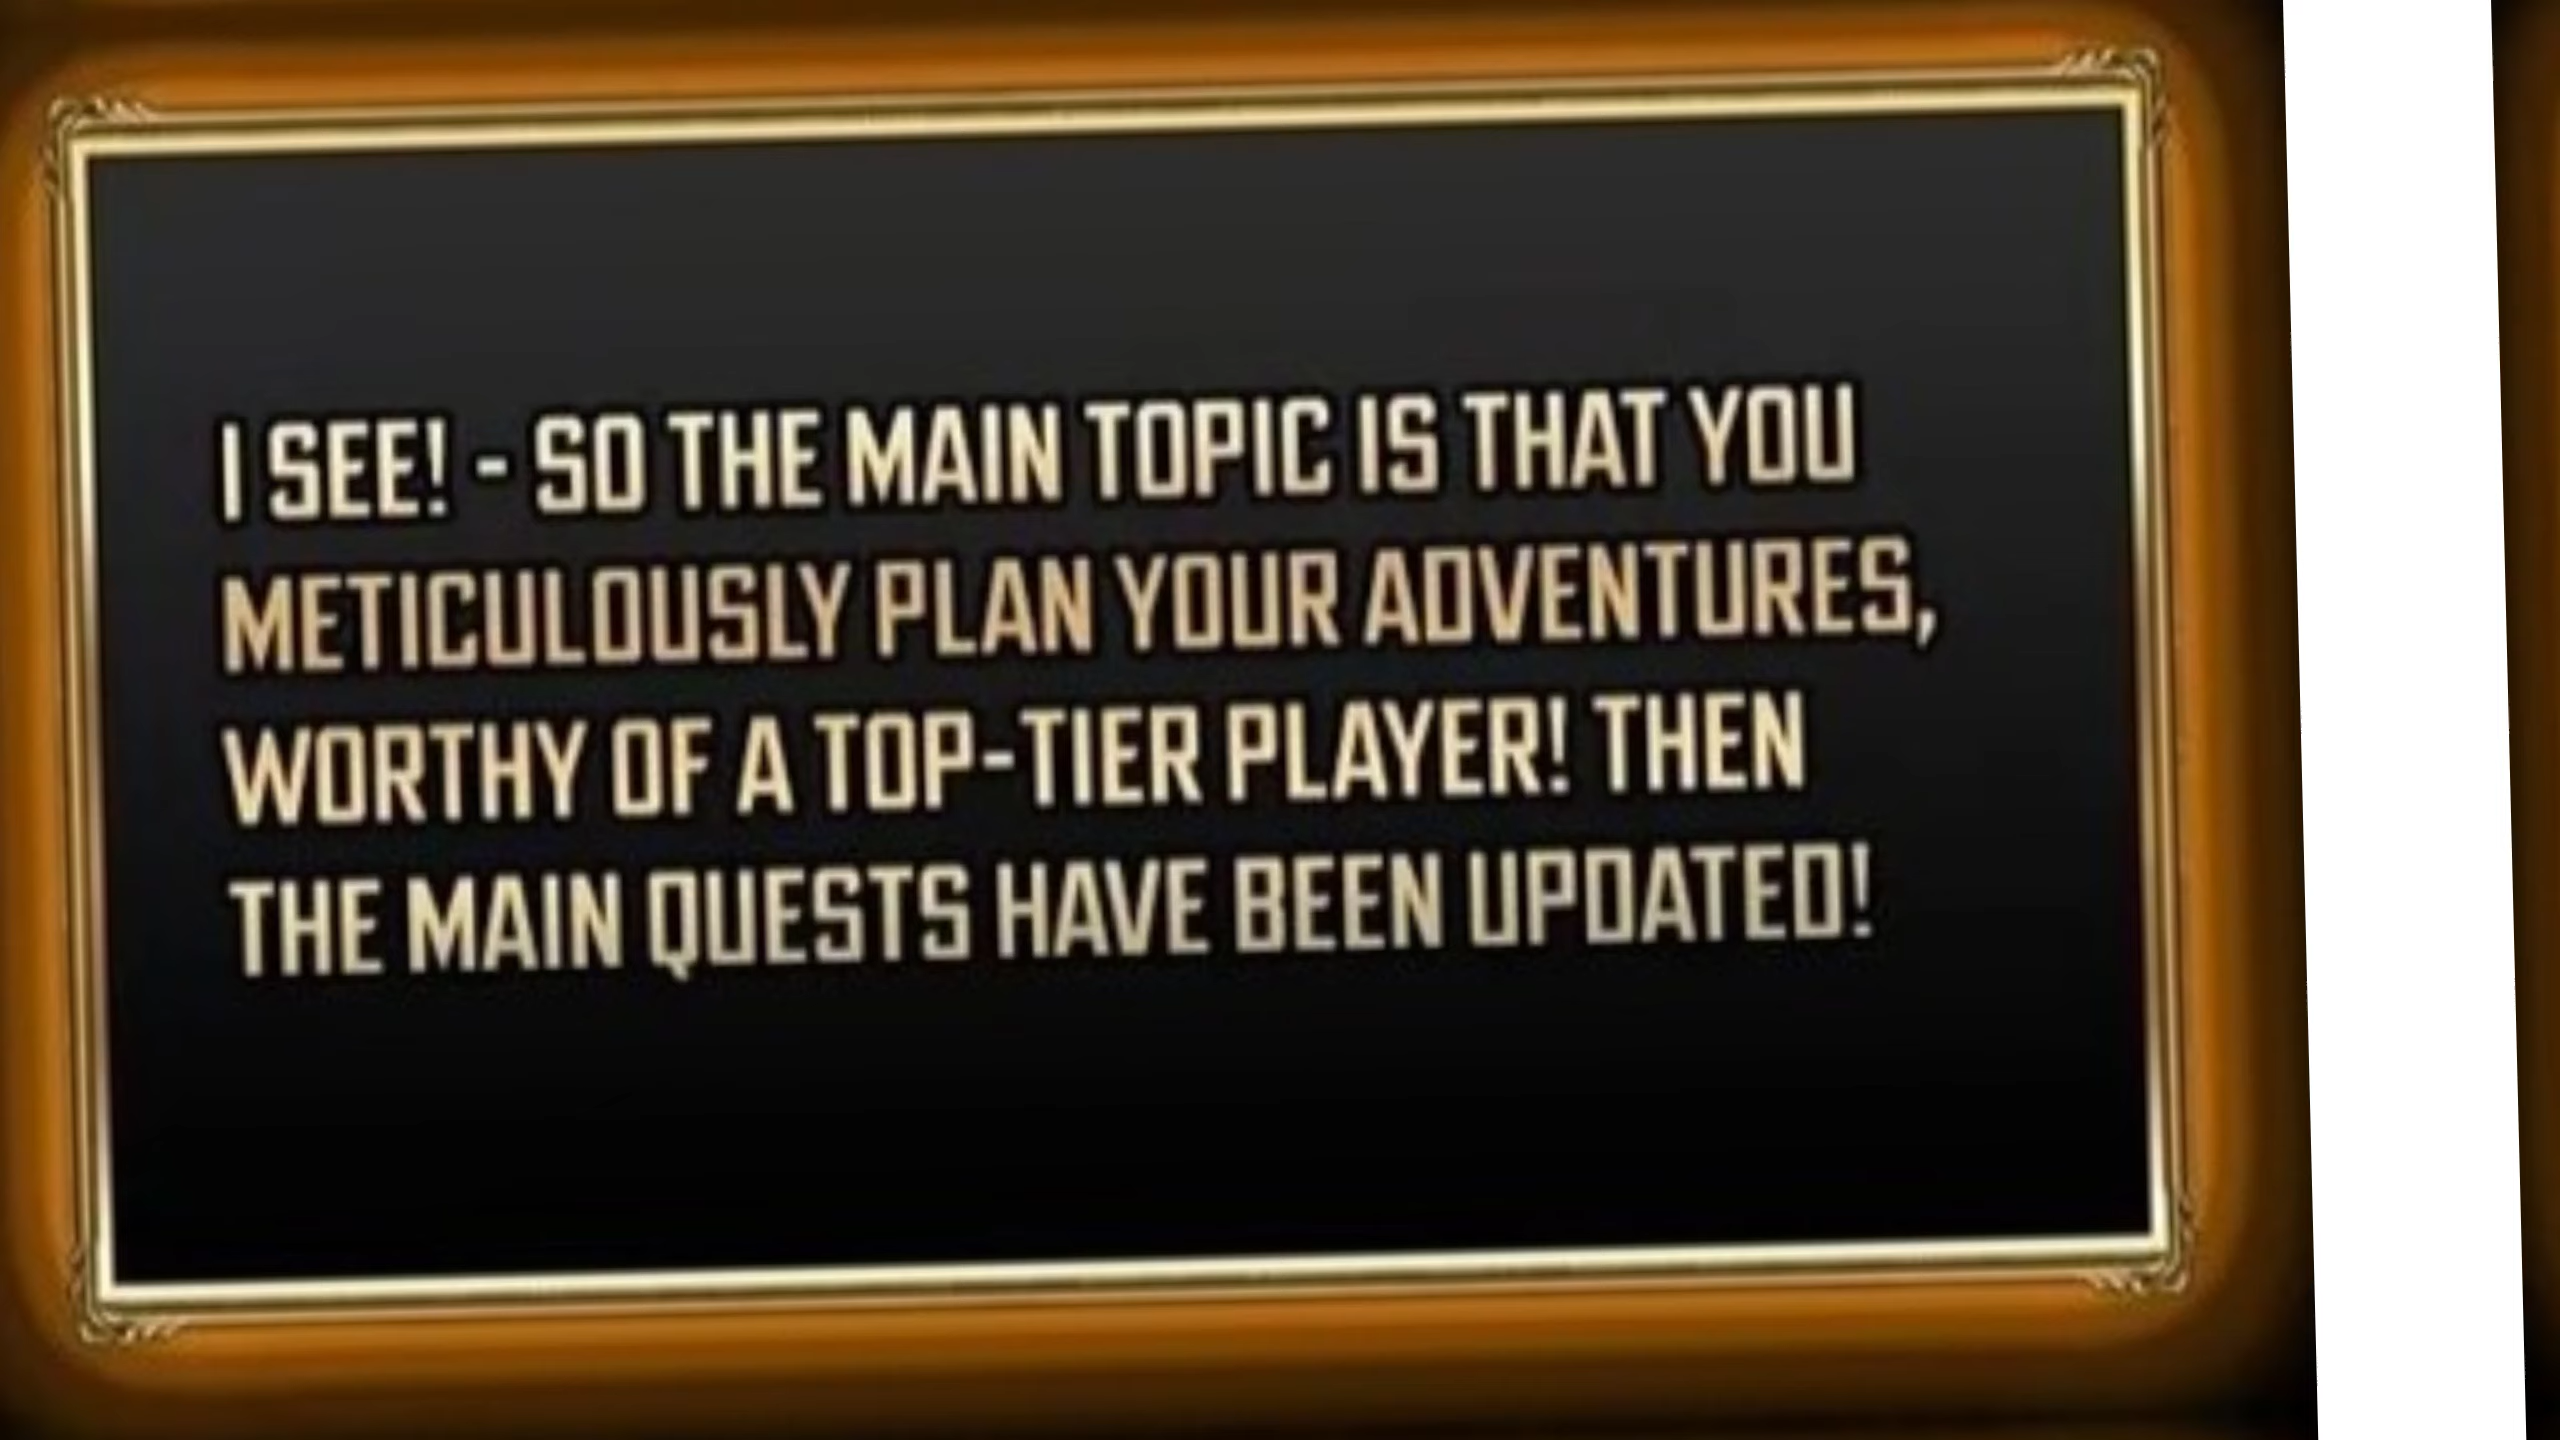 I SEE! - SO THE MAIN TOPIC IS THAT YOU
METICULOUSLY PLAN YOUR ADVENTURES,
WORTHY OF A TOP-TIER PLAYER! THEN
THE MAIN QUESTS HAVE BEEN UPDATED!